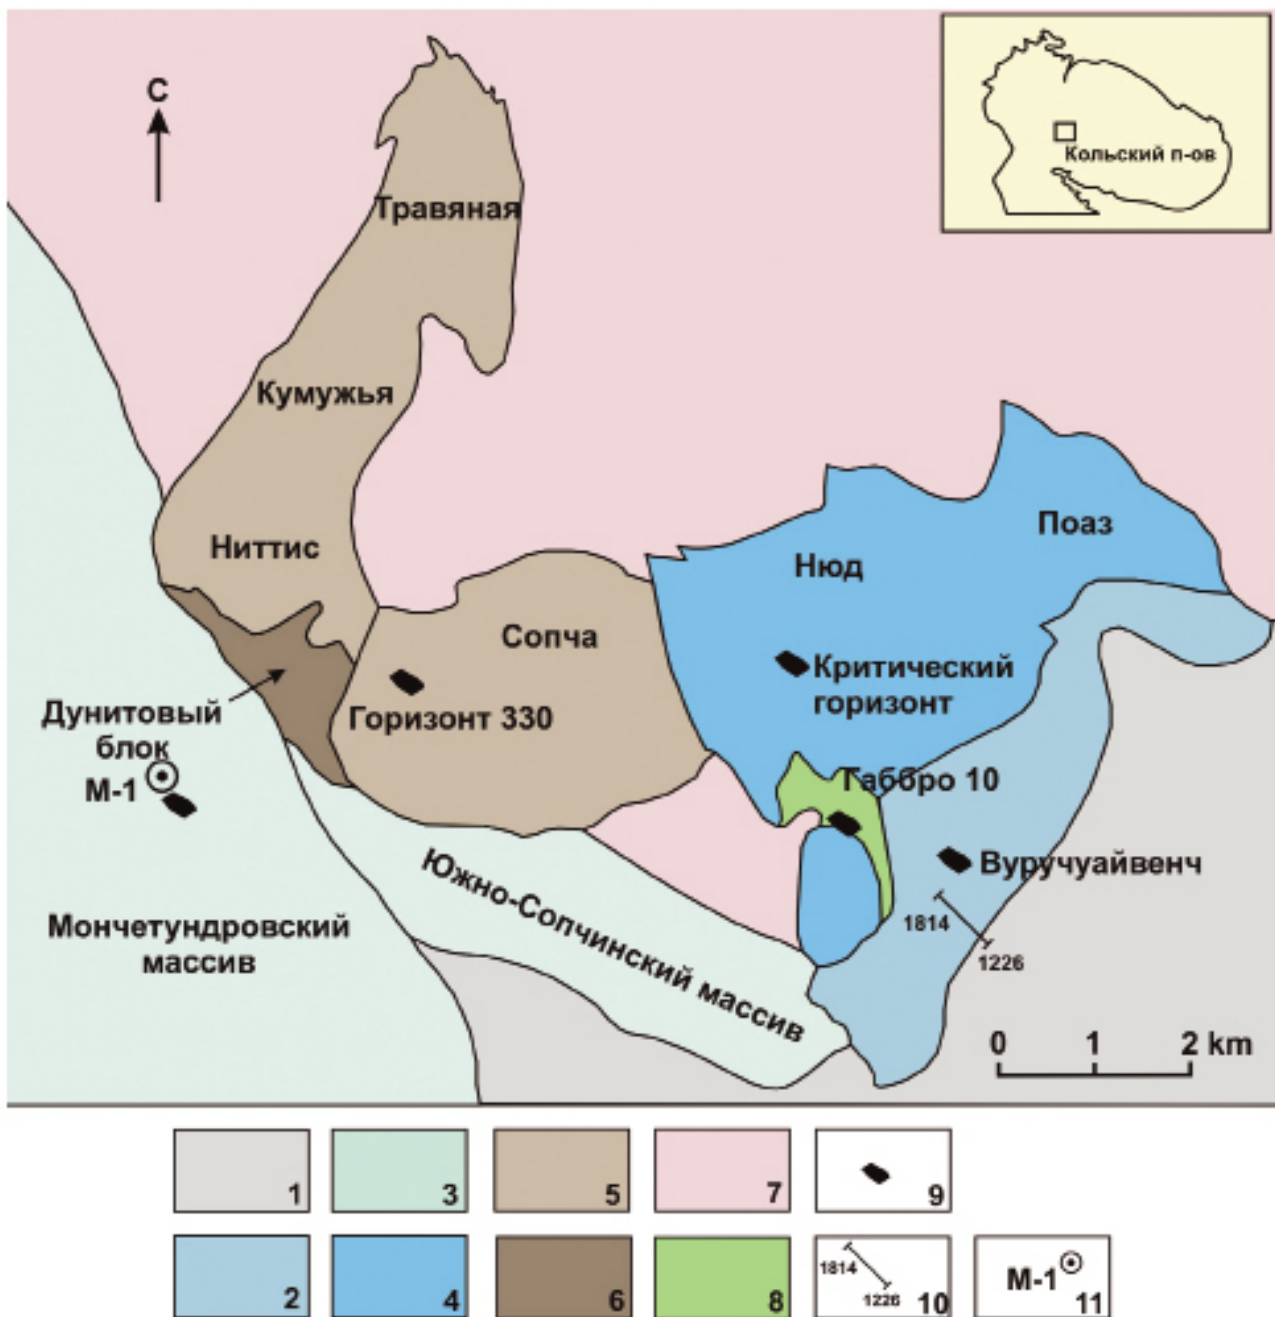 С
Кольский п-ов
Травяная
Кумужья
Ниттис
Поаз
Нюд
Сопча
Критический
горизонт
Дунитовый
блок
Горизонт 330
М-1
Габбро 10
Вуручуайвенч
1814
1226
Южно-Сопчинский массив
Мончетундровский
массив
0 1 2 km
1 3 5 7 9
2 4 6 8
1814
1226
10
М-1
11